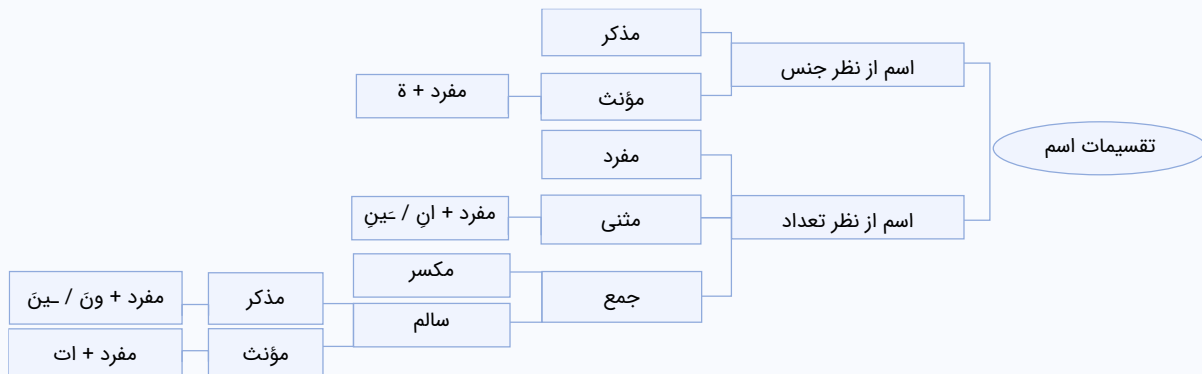 تقسیمات اسم
اسم از نظر جنس
مذکر
مؤنث
مفرد + ة
اسم از نظر تعداد
مفرد
مثنی
مفرد + انِ / ـَینِ
جمع
مکسر
سالم
مذکر
مفرد + ونَ / ـینَ
مؤنث
مفرد + ات